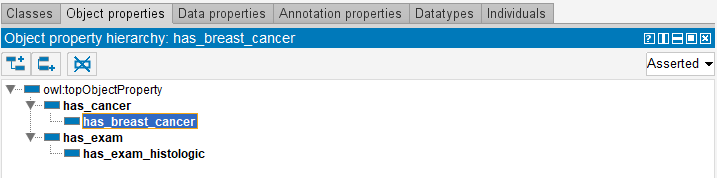 Classes Object properties Data properties Annotation properties Datatypes Individuals
Object property hierarchy: has_breast_cancer
Asserted
owl:topObjectProperty
has_cancer
has_breast_cancer
has_exam
has_exam_histologic